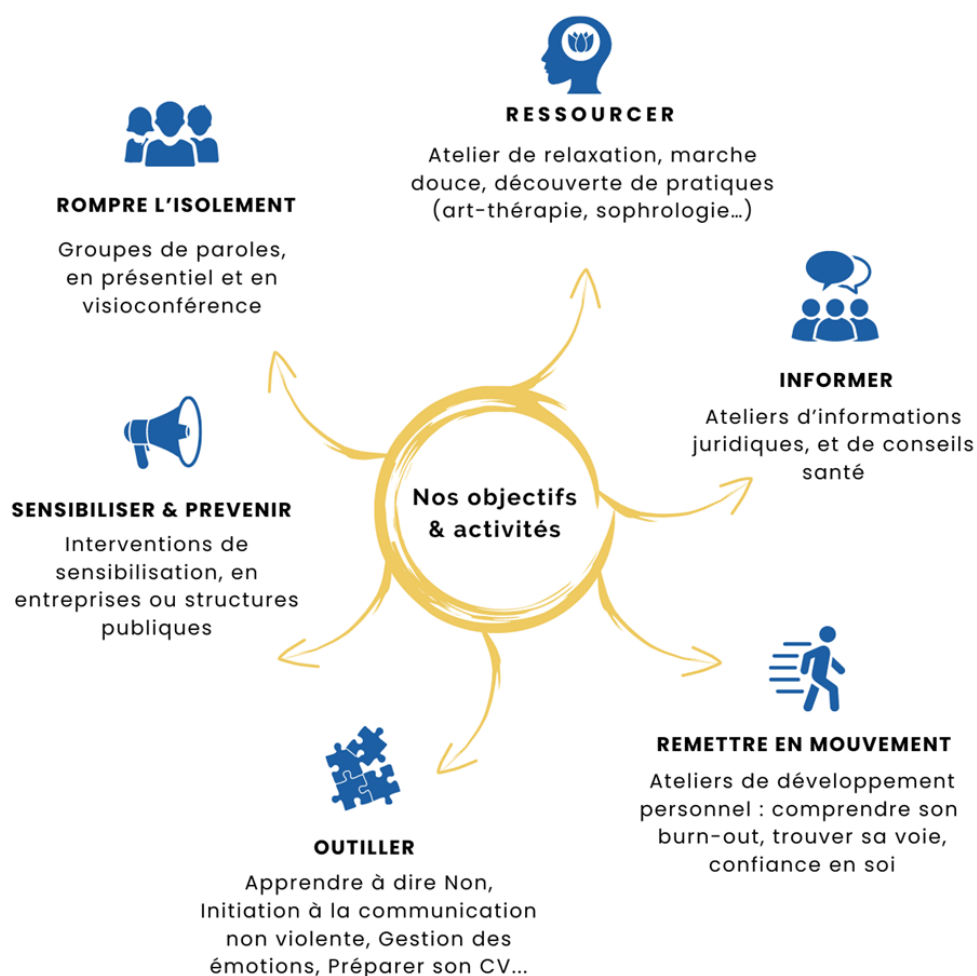 RESSOURCER
Atelier de relaxation, marche
douce, découverte de pratiques
(art-thérapie, sophrologie…)
ROMPRE L’ISOLEMENT
Groupes de paroles,
en présentiel et en
visioconférence
INFORMER
Ateliers d’informations
juridiques, et de conseils
santé
Nos objectifs
& activités
SENSIBILISER & PREVENIR
Interventions de
sensibilisation, en
entreprises ou structures
publiques
REMETTRE EN MOUVEMENT
Ateliers de développement
personnel : comprendre son
burn-out, trouver sa voie,
confiance en soi
OUTILLER
Apprendre à dire Non,
Initiation à la communication
non violente, Gestion des
émotions, Préparer son CV...